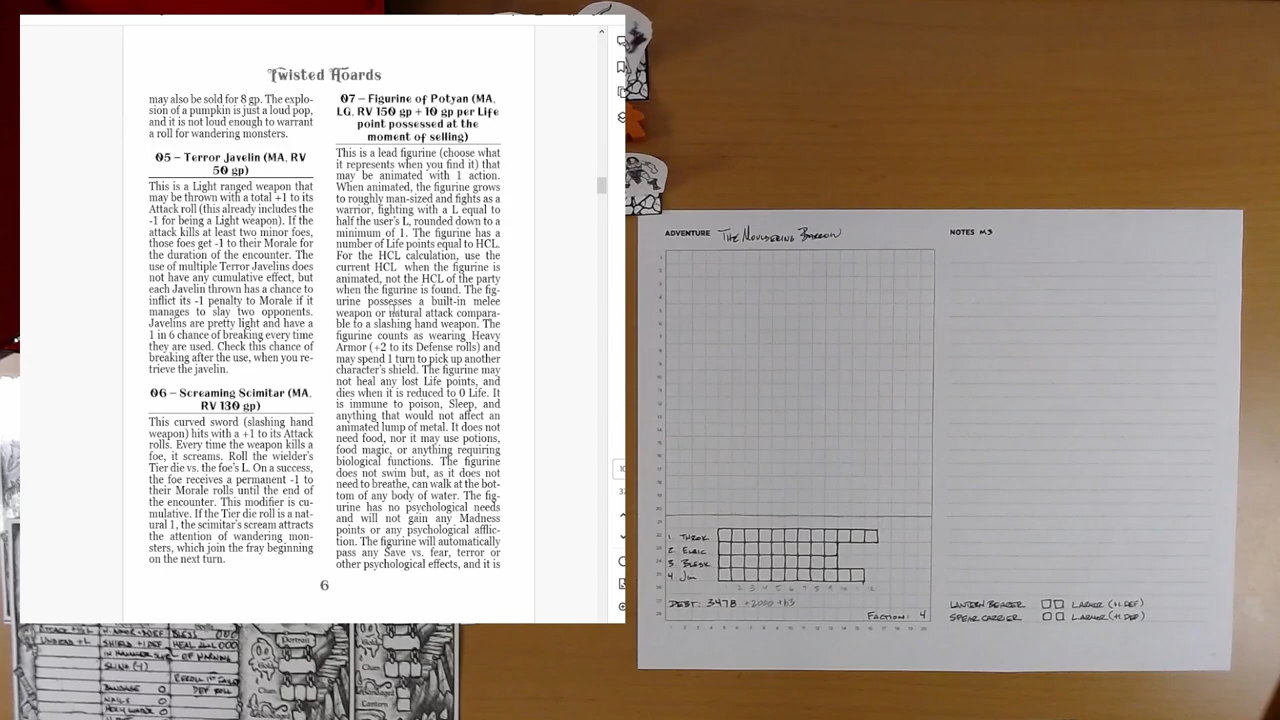 Twisted Hoards
may also be sold for 8 gp. The explo-
sion of a pumpkin is just a loud pop,
and it is not loud enough to warrant
a roll for wandering monsters.
05 – Terror Javelin (MA, RV
50 gp)
This is a Light ranged weapon that
may be thrown with a total +1 to its
Attack roll (this already includes the
-1 for being a Light weapon). If the
attack kills at least two minor foes,
those foes get -1 to their Morale for
the duration of the encounter. The
use of multiple Terror Javelins does
not have any cumulative effect, but
each Javelin thrown has a chance to
inflict its -1 penalty to Morale if it
manages to slay two opponents.
Javelins are pretty light and have a
1 in 6 chance of breaking every time
they are used. Check this chance of
breaking after the use, when you re-
trieve the javelin.
06 – Screaming Scimitar (MA,
RV 130 gp)
This curved sword (slashing hand
weapon) hits with a +1 to its Attack
rolls. Every time the weapon kills a
foe, it screams. Roll the wielder's
Tier die vs. the foe's L. On a success,
the foe receives a permanent -1 to
their Morale rolls until the end of
the encounter. This modifier is cu-
mulative. If the Tier die roll is a nat-
ural 1, the scimitar's scream attracts
the attention of wandering mon-
sters, which join the fray beginning
on the next turn.
07 – Figurine of Potyan (MA,
LG, RV 150 gp + 10 gp per Life
point possessed at the
moment of selling)
This is a lead figurine (choose what
it represents when you find it) that
may be animated with 1 action.
When animated, the figurine grows
to roughly man-sized and fights as a
warrior, fighting with a L equal to
half the user's L, rounded down to a
minimum of 1. The figurine has a
number of Life points equal to HCL.
For the HCL calculation, use the
current HCL when the figurine is
animated, not the HCL of the party
when the figurine is found. The fig-
urine possesses a built-in melee
weapon or natural attack compara-
ble to a slashing hand weapon. The
figurine counts as wearing Heavy
Armor (+2 to its Defense rolls) and
may spend 1 turn to pick up another
character's shield. The figurine may
not heal any lost Life points, and
dies when it is reduced to 0 Life. It
is immune to poison, Sleep, and
anything that would not affect an
animated lump of metal. It does not
need food, nor it may use potions,
food magic, or anything requiring
biological functions. The figurine
does not swim but, as it does not
need to breathe, can walk at the bot-
tom of any body of water. The fig-
urine has no psychological needs
and will not gain any Madness
points or any psychological afflic-
tion. The figurine will automatically
pass any Save vs. fear, terror or
other psychological effects, and it is
6
ADVENTURE THE MOULDERING BARROW
NOTES M3
1. THROK
2. ELRIC
3. BLESK
4. JIM
DEBT: 3478 +2000 +63
FACTION: 4
LANTERN BEARER LARMOR (+1 DEF)
SPEAR CARRIER LARMOR (+1 DEF)
SHIELD +1 DEF
BLESS
SLING (-1)
BANDAGE
NAILS
HOLY WATER
Portrait